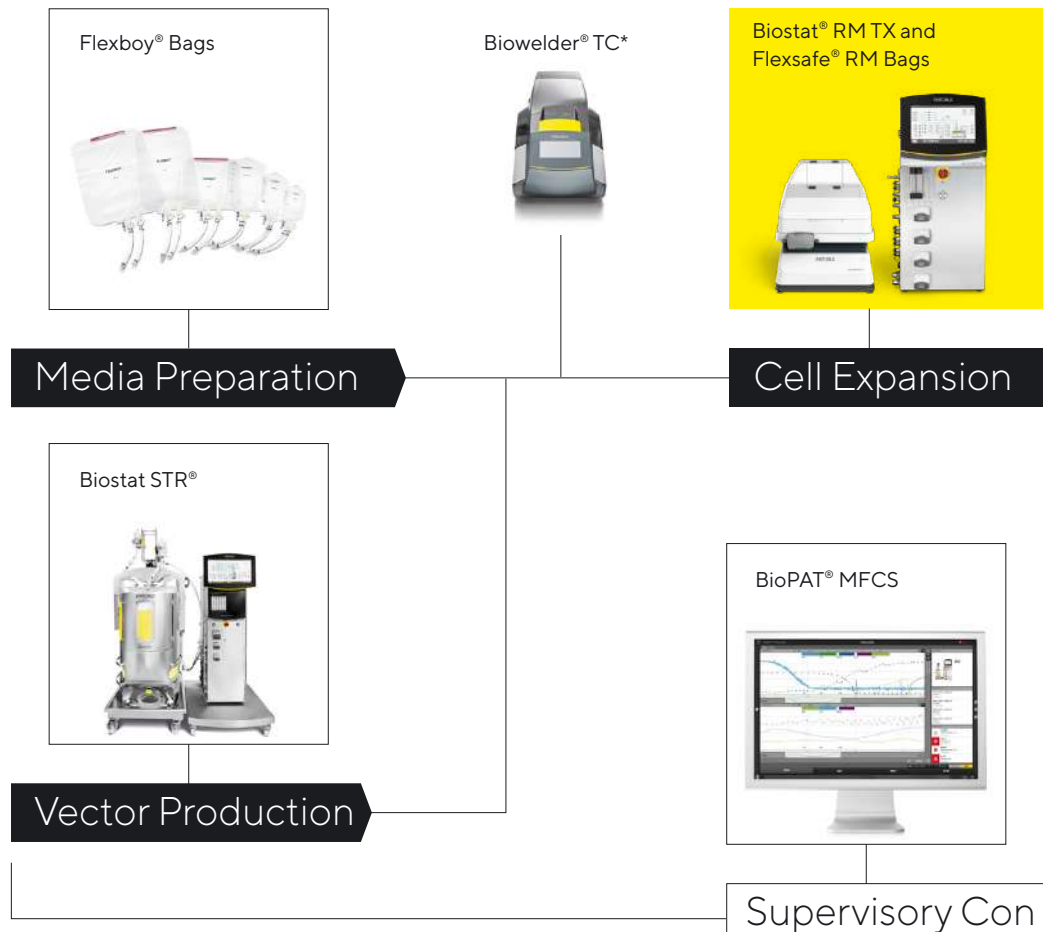 Flexboy® Bags
Biowelder® TC*
Biostat® RM TX and
Flexsafe® RM Bags
Media Preparation
Cell Expansion
Biostat STR®
BioPAT® MFCS
Vector Production
Supervisory Con